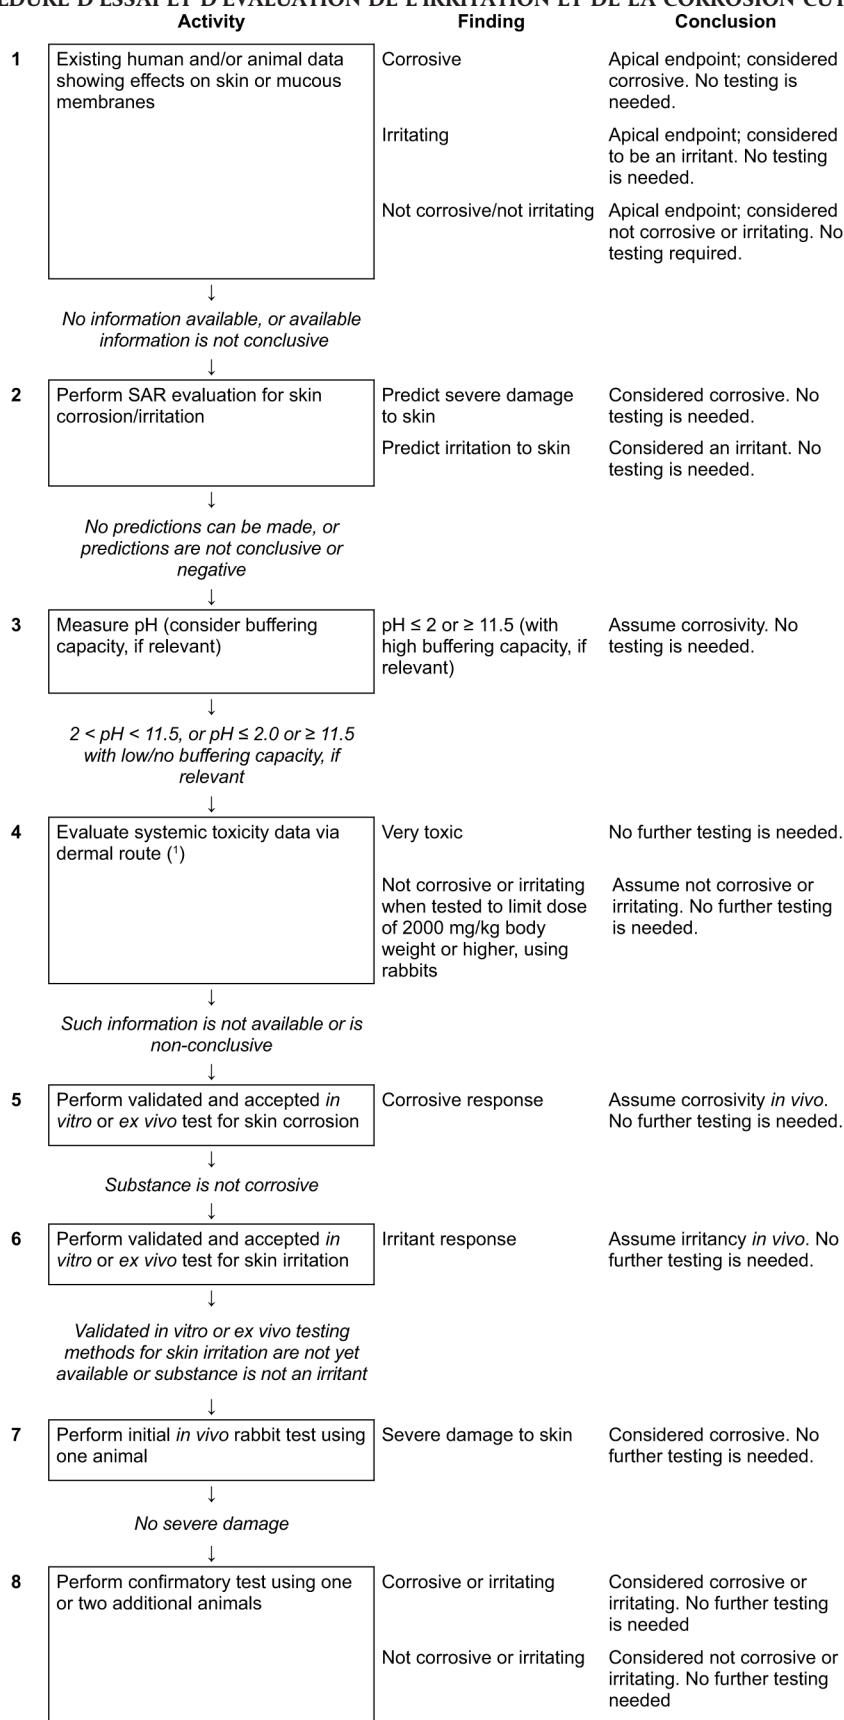 ÉDURE D'ESSAI ET D'ÉVALUATION DE L'IRRITATION ET DE LA CORROSION CUT
Activity Finding Conclusion
1 Existing human and/or animal data showing effects on skin or mucous membranes
Corrosive
Apical endpoint; considered
corrosive. No testing is
needed.
Irritating
Apical endpoint; considered
to be an irritant. No testing
is needed.
Not corrosive/not irritating
Apical endpoint; considered
not corrosive or irritating. No
testing required.
↓
No information available, or available
information is not conclusive
↓
2 Perform SAR evaluation for skin
corrosion/irritation
Predict severe damage
to skin
Considered corrosive. No
testing is needed.
Predict irritation to skin
Considered an irritant. No
testing is needed.
↓
No predictions can be made, or
predictions are not conclusive or
negative
↓
3 Measure pH (consider buffering
capacity, if relevant)
pH ≤ 2 or ≥ 11.5 (with
high buffering capacity, if
relevant)
Assume corrosivity. No
testing is needed.
↓
2 < pH < 11.5, or pH ≤ 2.0 or ≥ 11.5
with low/no buffering capacity, if
relevant
↓
4 Evaluate systemic toxicity data via
dermal route (¹)
Very toxic
No further testing is needed.
Not corrosive or irritating
when tested to limit dose
of 2000 mg/kg body
weight or higher, using
rabbits
Assume not corrosive or
irritating. No further testing
is needed.
↓
Such information is not available or is
non-conclusive
↓
5 Perform validated and accepted in
vitro or ex vivo test for skin corrosion
Corrosive response
Assume corrosivity in vivo.
No further testing is needed.
↓
Substance is not corrosive
↓
6 Perform validated and accepted in
vitro or ex vivo test for skin irritation
Irritant response
Assume irritancy in vivo. No
further testing is needed.
↓
Validated in vitro or ex vivo testing
methods for skin irritation are not yet
available or substance is not an irritant
↓
7 Perform initial in vivo rabbit test using
one animal
Severe damage to skin
Considered corrosive. No
further testing is needed.
↓
No severe damage
↓
8 Perform confirmatory test using one
or two additional animals
Corrosive or irritating
Considered corrosive or
irritating. No further testing
is needed
Not corrosive or irritating
Considered not corrosive or
irritating. No further testing
needed